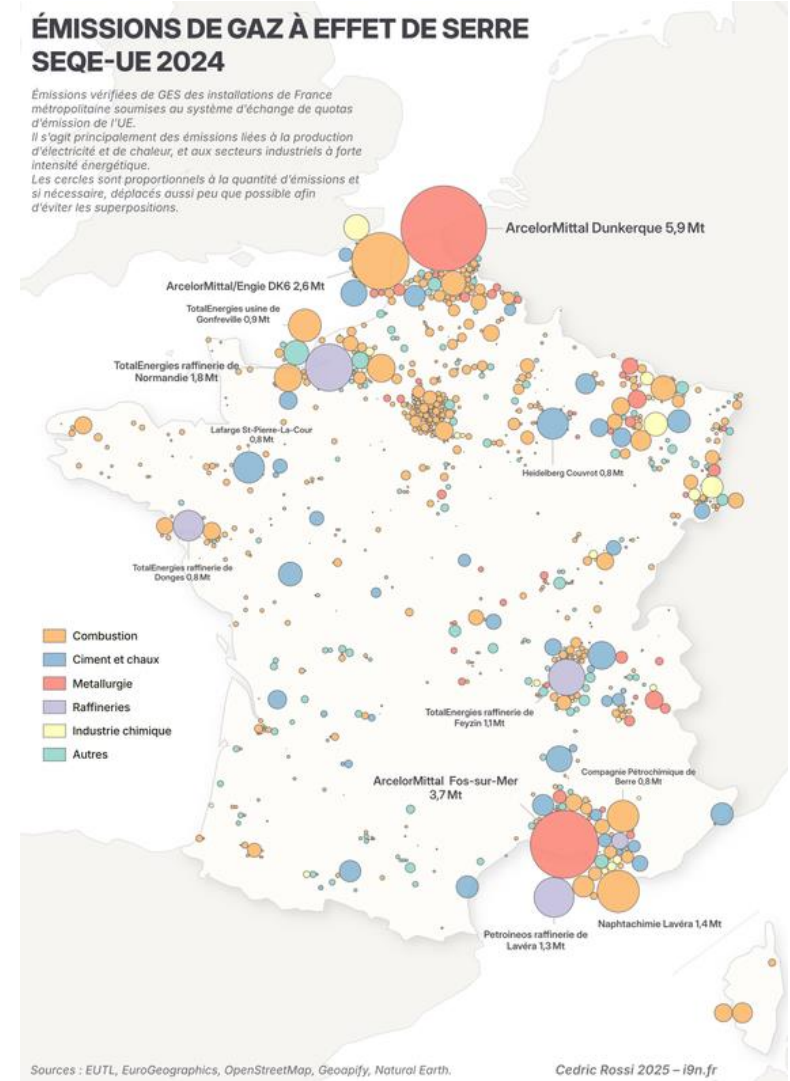 ÉMISSIONS DE GAZ À EFFET DE SERRE
SEQE-UE 2024
Émissions vérifiées de GES des installations de France
métropolitaine soumises au système d'échange de quotas
d'émission de l'UE.
Il s'agit principalement des émissions liées à la production
d'électricité et de chaleur, et aux secteurs industriels à forte
intensité énergétique.
Les cercles sont proportionnels à la quantité d'émissions et
si nécessaire, déplacés aussi peu que possible afin
d'éviter les superpositions.
ArcelorMittal Dunkerque 5,9 Mt
ArcelorMittal/Engie DK6 2,6 Mt
TotalEnergies usine de
Gonfreville 0,9 Mt
TotalEnergies raffinerie de
Normandie 1,8 Mt
Lafarge St-Pierre-La-Cour
0,8 Mt
Heidelberg Couvrot 0,8 Mt
TotalEnergies raffinerie de
Donges 0,8 Mt
Combustion
Ciment et chaux
Metallurgie
Raffineries
Industrie chimique
Autres
TotalEnergies raffinerie de
Feyzin 1,1 Mt
ArcelorMittal Fos-sur-Mer
3,7 Mt
Compagnie Pétrochimique de
Berre 0,8 Mt
Naphtachimie Lavéra 1,4 Mt
Petroineos raffinerie de
Lavéra 1,3 Mt
Sources : EUTL, EuroGeographics, OpenStreetMap, Geoapify, Natural Earth.
Cedric Rossi 2025 – i9n.fr